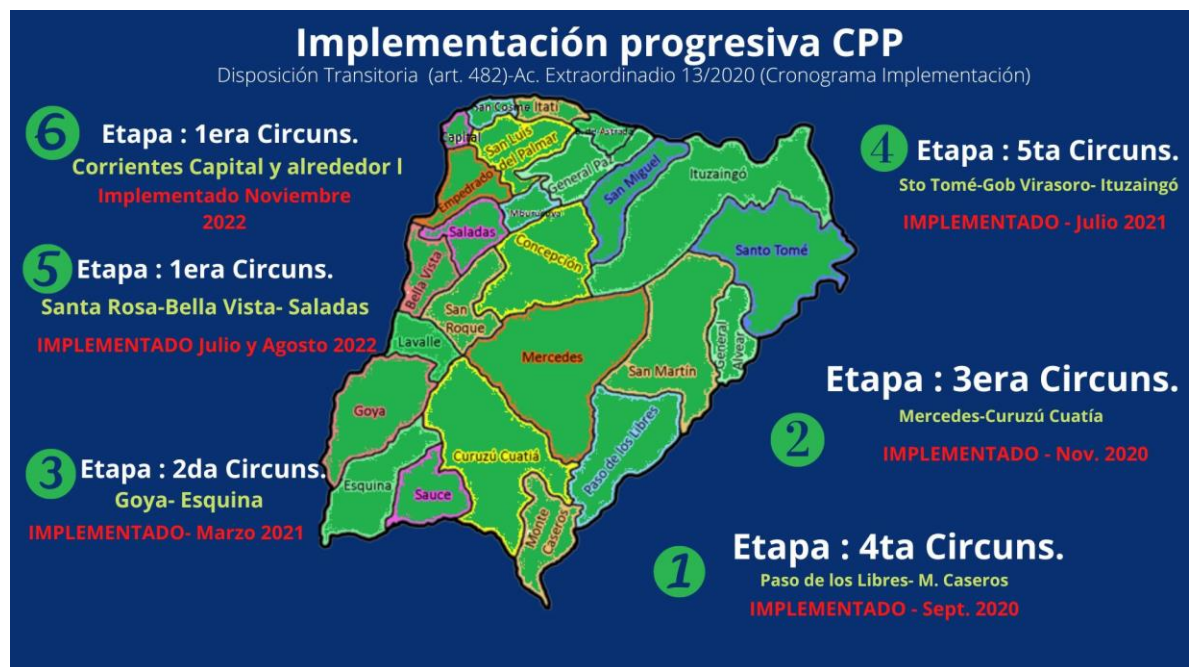 Implementación progresiva CPP
Disposición Transitoria (art. 482)-Ac. Extraordinadio 13/2020 (Cronograma Implementación)
6 Etapa : 1era Circuns.
Corrientes Capital y alrededor l
Implementado Noviembre
2022
5 Etapa : 1era Circuns.
Santa Rosa-Bella Vista- Saladas
IMPLEMENTADO Julio y Agosto 2022
3 Etapa : 2da Circuns.
Goya- Esquina
IMPLEMENTADO- Marzo 2021
4 Etapa : 5ta Circuns.
Sto Tomé-Gob Virasoro- Ituzaingó
IMPLEMENTADO - Julio 2021
Etapa : 3era Circuns.
2 Mercedes-Curuzú Cuatía
IMPLEMENTADO - Nov. 2020
1 Etapa : 4ta Circuns.
Paso de los Libres- M. Caseros
IMPLEMENTADO - Sept. 2020
San Cosme
Itatí
Capital
San Luis
del Palmar
Empedrado
General Paz
San Miguel
Ituzaingó
Saladas
Concepción
Santo Tomé
Bella Vista
San
Roque
Lavalle
Mercedes
San Martín
General
Alvear
Goya
Paso de los Libres
Curuzú Cuatiá
Esquina
Sauce
Monte
Caseros